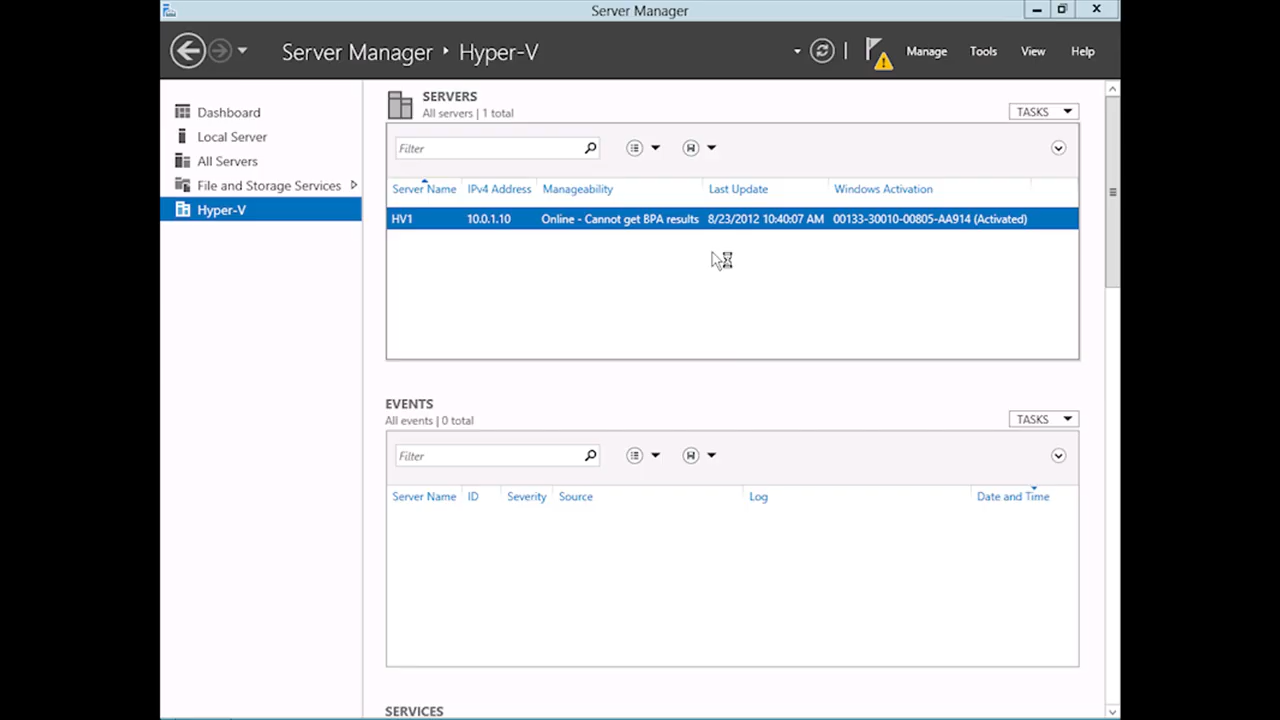 Server Manager
Server Manager ‣ Hyper-V
Manage Tools View Help
Dashboard
Local Server
All Servers
File and Storage Services
Hyper-V
SERVERS
All servers | 1 total
TASKS
Filter
Server Name IPv4 Address Manageability Last Update Windows Activation
HV1 10.0.1.10 Online - Cannot get BPA results 8/23/2012 10:40:07 AM 00133-30010-00805-AA914 (Activated)
EVENTS
All events | 0 total
TASKS
Filter
Server Name ID Severity Source Log Date and Time
SERVICES